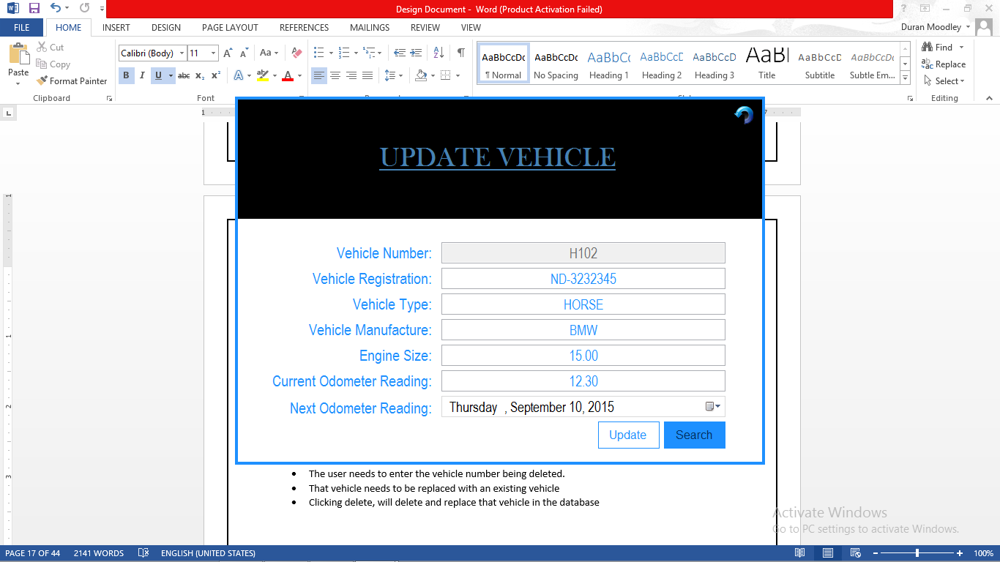 Design Document - Word (Product Activation Failed)
FILE HOME INSERT DESIGN PAGE LAYOUT REFERENCES MAILINGS REVIEW VIEW Duran Moodley
Paste
Cut
Copy
Format Painter
Clipboard
Calibri (Body) 11
Font
AaBbCcDc AaBbCcDc AaBbCc AaBbCcD AaBbCcD AaBl AaBbCcD AaBbCcDc
¶ Normal No Spacing Heading 1 Heading 2 Heading 3 Title Subtitle Subtle Em...
Find
Replace
Select
Editing
UPDATE VEHICLE
Vehicle Number: H102
Vehicle Registration: ND-3232345
Vehicle Type: HORSE
Vehicle Manufacture: BMW
Engine Size: 15.00
Current Odometer Reading: 12.30
Next Odometer Reading: Thursday , September 10, 2015
Update Search
• The user needs to enter the vehicle number being deleted.
• That vehicle needs to be replaced with an existing vehicle
• Clicking delete, will delete and replace that vehicle in the database
Activate Windows
Go to PC settings to activate Windows.
PAGE 17 OF 44 2141 WORDS ENGLISH (UNITED STATES) 100%